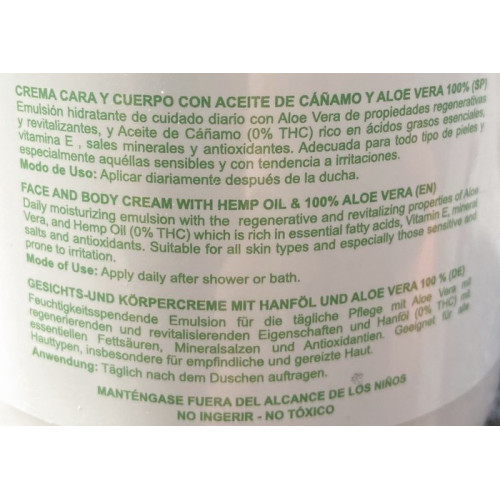 CREMA CARA Y CUERPO CON ACEITE DE CÁÑAMO Y ALOE VERA 100% (SP)
Emulsión hidratante de cuidado diario con Aloe Vera de propiedades regenerativas
y revitalizantes, y Aceite de Cáñamo (0% THC) rico en ácidos grasos esenciales,
vitamina E , sales minerales y antioxidantes. Adecuada para todo tipo de pieles y
especialmente aquéllas sensibles y con tendencia a irritaciones.
Modo de Uso: Aplicar diariamente después de la ducha.
FACE AND BODY CREAM WITH HEMP OIL & 100% ALOE VERA (EN)
Daily moisturizing emulsion with the regenerative and revitalizing properties of Aloe
Vera, and Hemp Oil (0% THC) which is rich in essential fatty acids, Vitamin E, mineral
salts and antioxidants. Suitable for all skin types and especially those sensitive and
prone to irritation.
Mode of Use: Apply daily after shower or bath.
GESICHTS-UND KÖRPERCREME MIT HANFÖL UND ALOE VERA 100 % (DE)
Feuchtigkeitsspendende Emulsion für die tägliche Pflege mit Aloe Vera mit
regenerierenden und revitalisierenden Eigenschaften und Hanföl (0% THC) mit
essentiellen Fettsäuren, Mineralsalzen und Antioxidantien. Geeignet für alle
Hauttypen, insbesondere für empfindliche und gereizte Haut.
Anwendung: Täglich nach dem Duschen auftragen.
MANTÉNGASE FUERA DEL ALCANCE DE LOS NIÑOS
NO INGERIR - NO TÓXICO